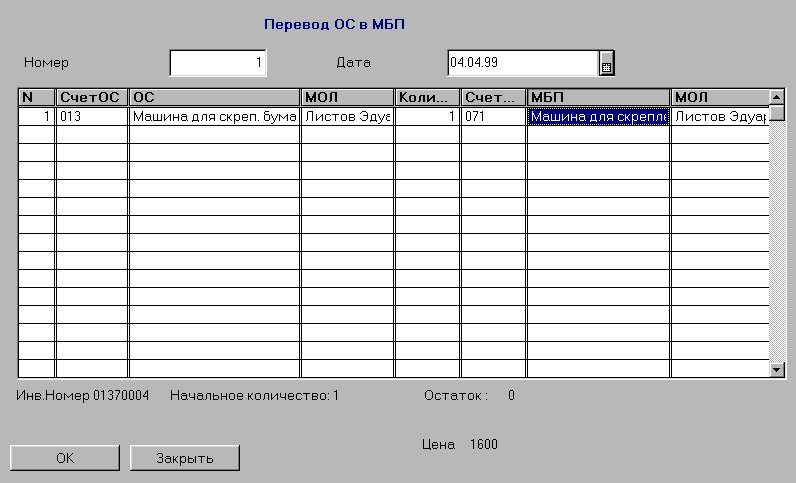 Перевод ОС в МБП
Номер 1 Дата 04.04.99
N СчетОС ОС МОЛ Коли... Счет... МБП МОЛ
1 013 Машина для скреп. бума Листов Эдуа 1 071 Машина для скрепле Листов Эдуар
Инв.Номер 01370004 Начальное количество: 1 Остаток : 0
Цена 1600
ОК Закрыть